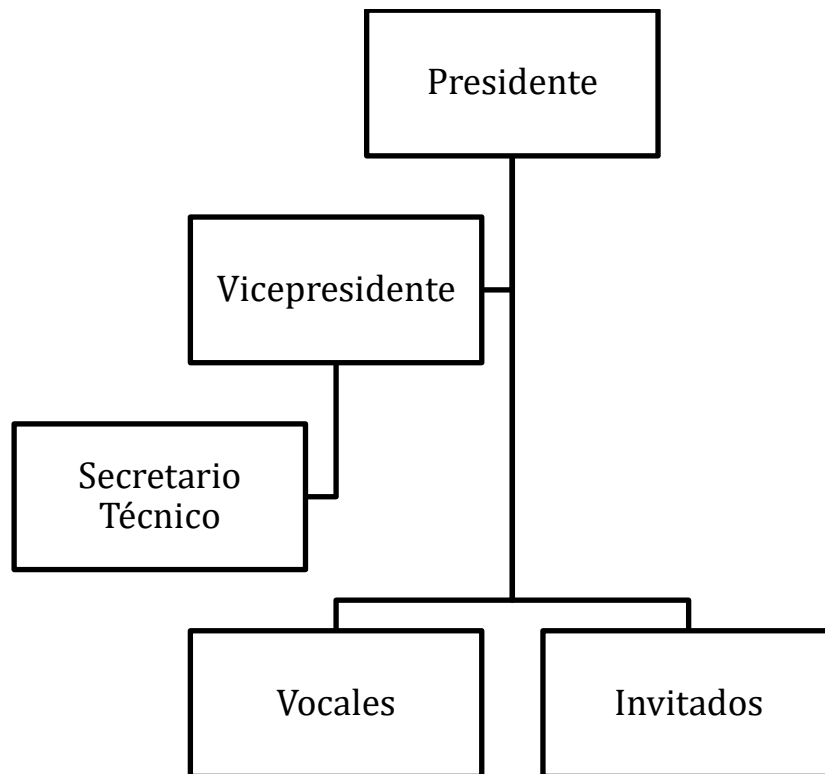 Presidente
Vicepresidente
Secretario
Técnico
Vocales
Invitados